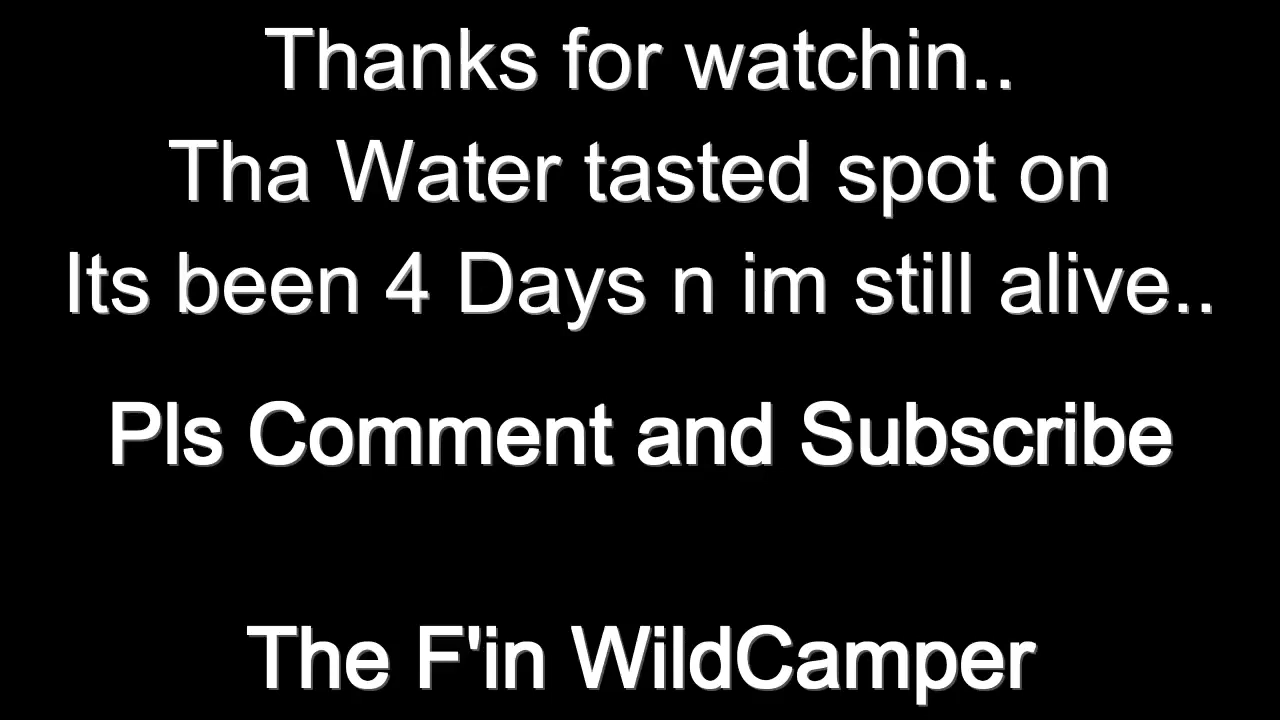 Thanks for watchin..
Tha Water tasted spot on
Its been 4 Days n im still alive..
Pls Comment and Subscribe
The F'in WildCamper